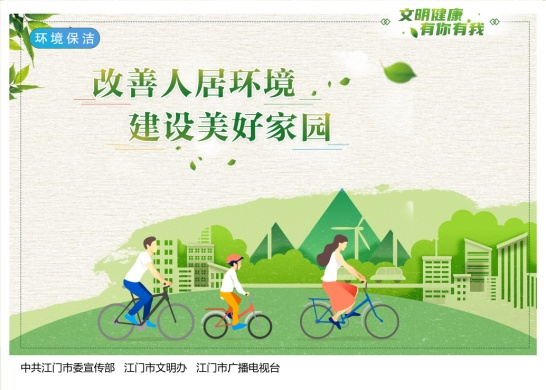 环境保洁
文明健康
有你有我
改善人居环境
建设美好家园
中共江门市委宣传部 江门市文明办 江门市广播电视台